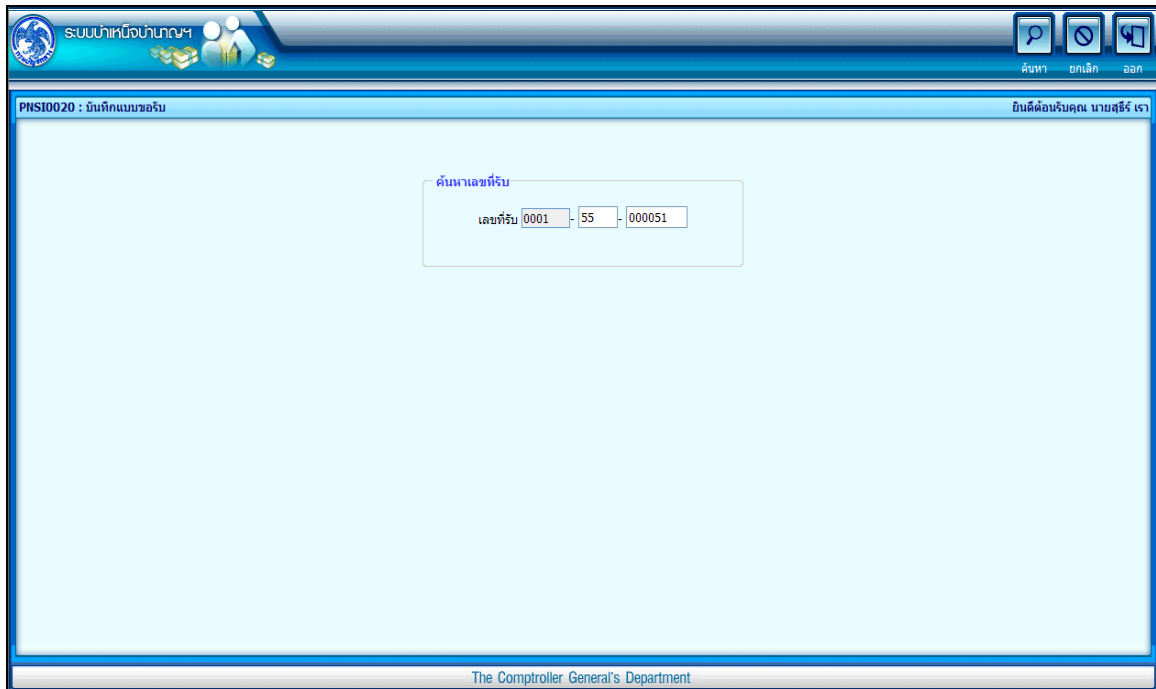 ระบบบำเหน็จบำนาญฯ
ค้นหา ยกเลิก ออก
PNSI0020 : บันทึกแบบขอรับ
ยินดีต้อนรับคุณ นายสุธีร์ เรา
ค้นหาเลขที่รับ
เลขที่รับ 0001 - 55 - 000051
The Comptroller General's Department